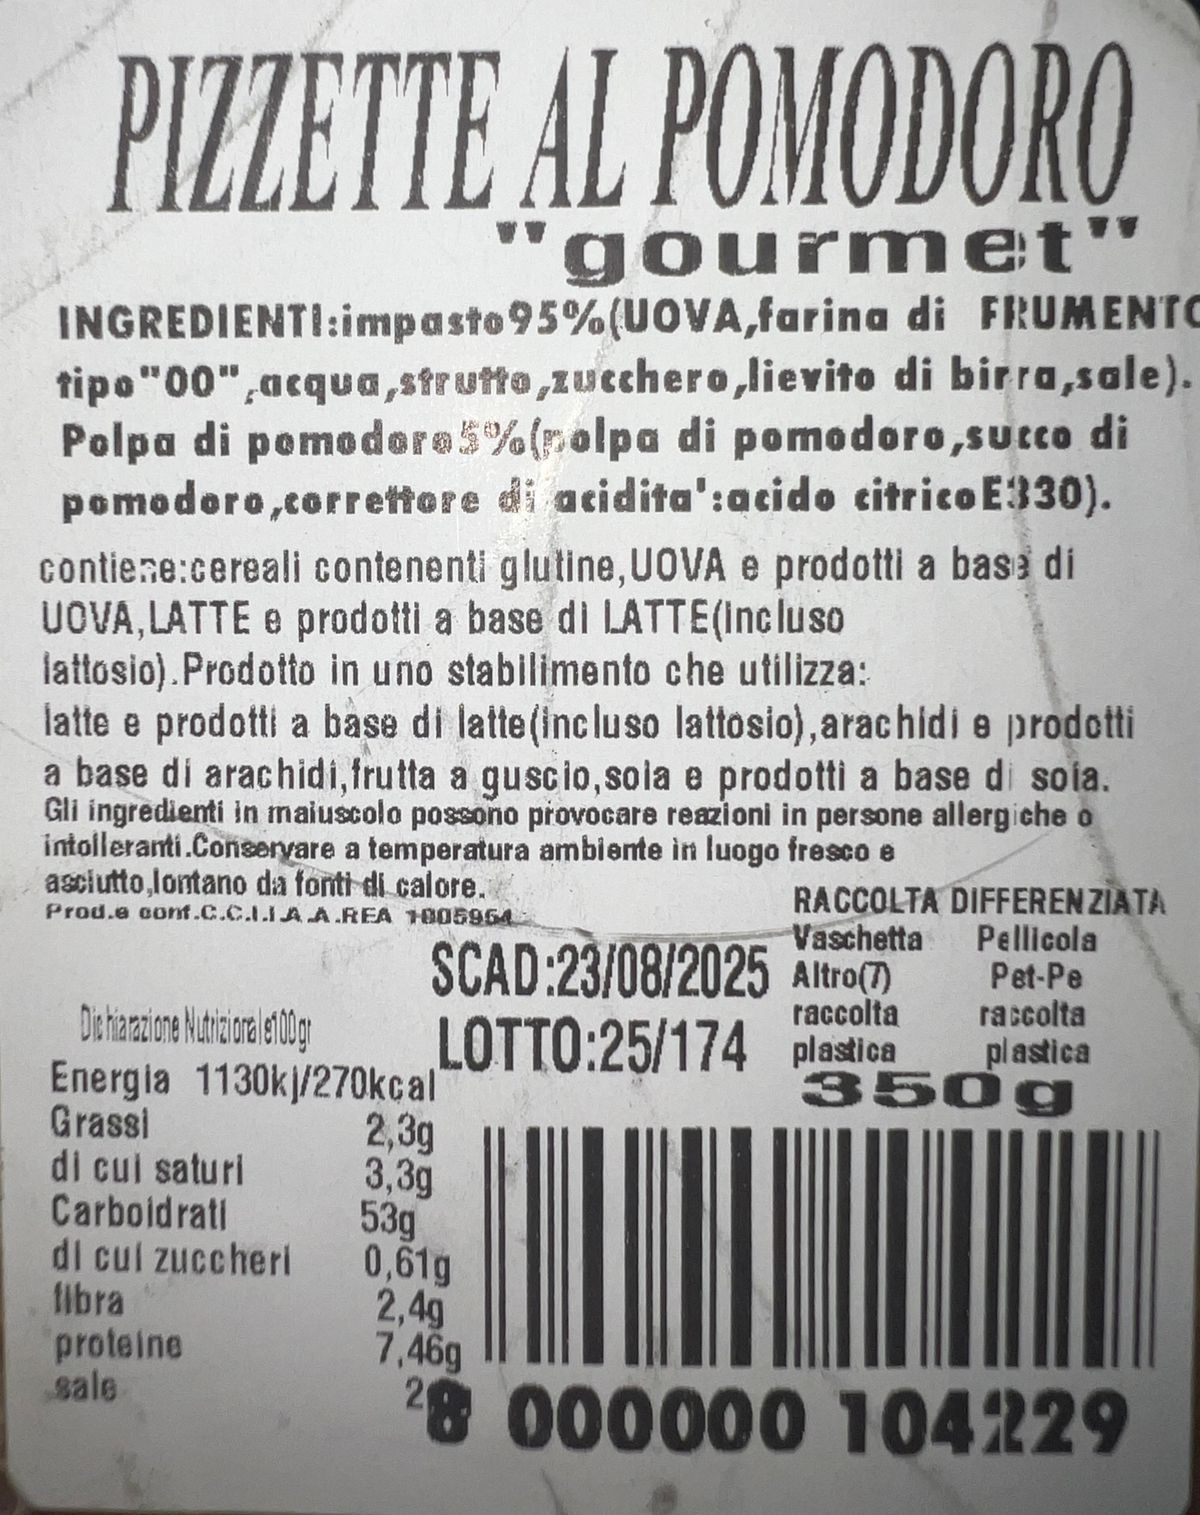 PIZZETTE AL POMODORO
"gourmet"
INGREDIENTI:impasto95%(UOVA,farina di FRUMENTO
tipo"00",acqua,strutto,zucchero,lievito di birra,sale).
Polpa di pomodoro5%(polpa di pomodoro,succo di
pomodoro,correttore di acidita':acido citricoE330).
contiene:cereali contenenti glutine,UOVA e prodotti a base di
UOVA,LATTE e prodotti a base di LATTE(incluso
lattosio).Prodotto in uno stabilimento che utilizza:
latte e prodotti a base di latte(incluso lattosio),arachidi e prodotti
a base di arachidi,frutta a guscio,soia e prodotti a base di soia.
Gli ingredienti in maiuscolo possono provocare reazioni in persone allergiche o
intolleranti.Conservare a temperatura ambiente in luogo fresco e
asciutto,lontano da fonti di calore.
Prod.e conf.C.C.I.I.A.A.REA 1005964
SCAD:23/08/2025
LOTTO:25/174
RACCOLTA DIFFERENZIATA
Vaschetta Pellicola
Altro(7) Pet-Pe
raccolta raccolta
plastica plastica
350g
Dichiarazione Nutrizionale100gr
Energia 1130kj/270kcal
Grassi 2,3g
di cui saturi 3,3g
Carboidrati 53g
di cui zuccheri 0,61g
fibra 2,4g
proteine 7,46g
sale 2
8 000000 104229